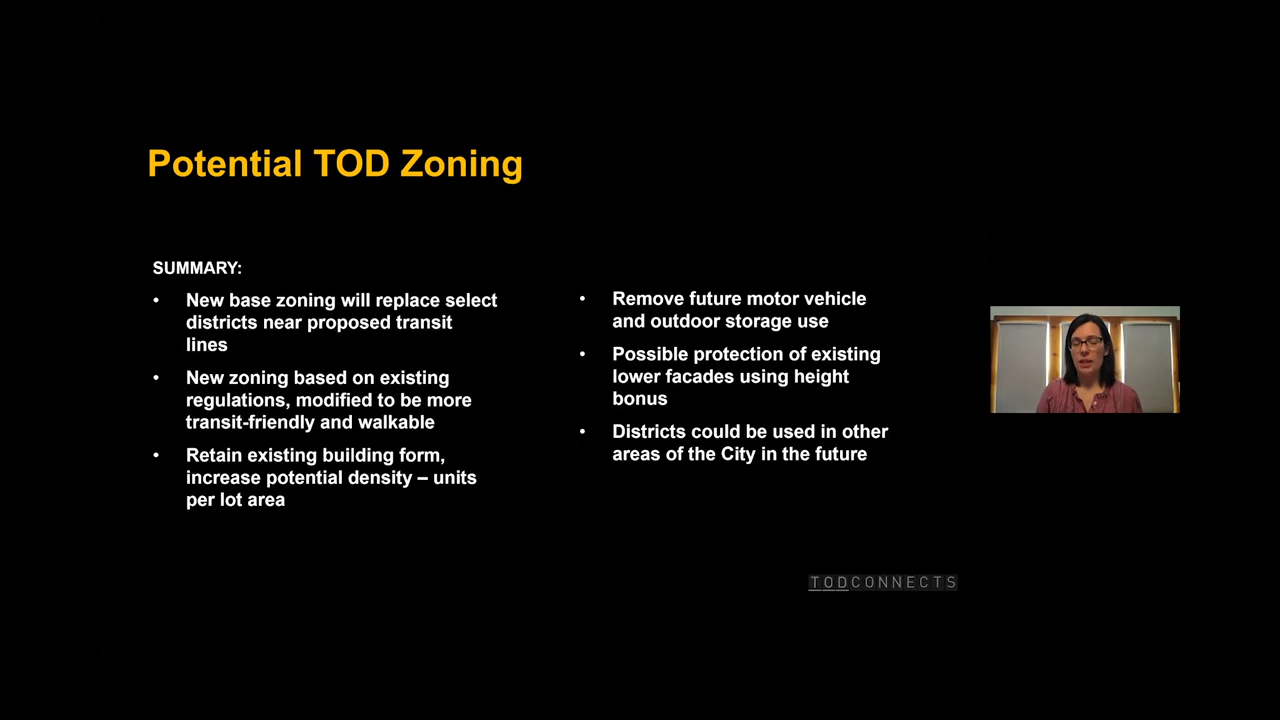 Potential TOD Zoning
SUMMARY:
• New base zoning will replace select
districts near proposed transit
lines
• New zoning based on existing
regulations, modified to be more
transit-friendly and walkable
• Retain existing building form,
increase potential density – units
per lot area
• Remove future motor vehicle
and outdoor storage use
• Possible protection of existing
lower facades using height
bonus
• Districts could be used in other
areas of the City in the future
TODCONNECTS